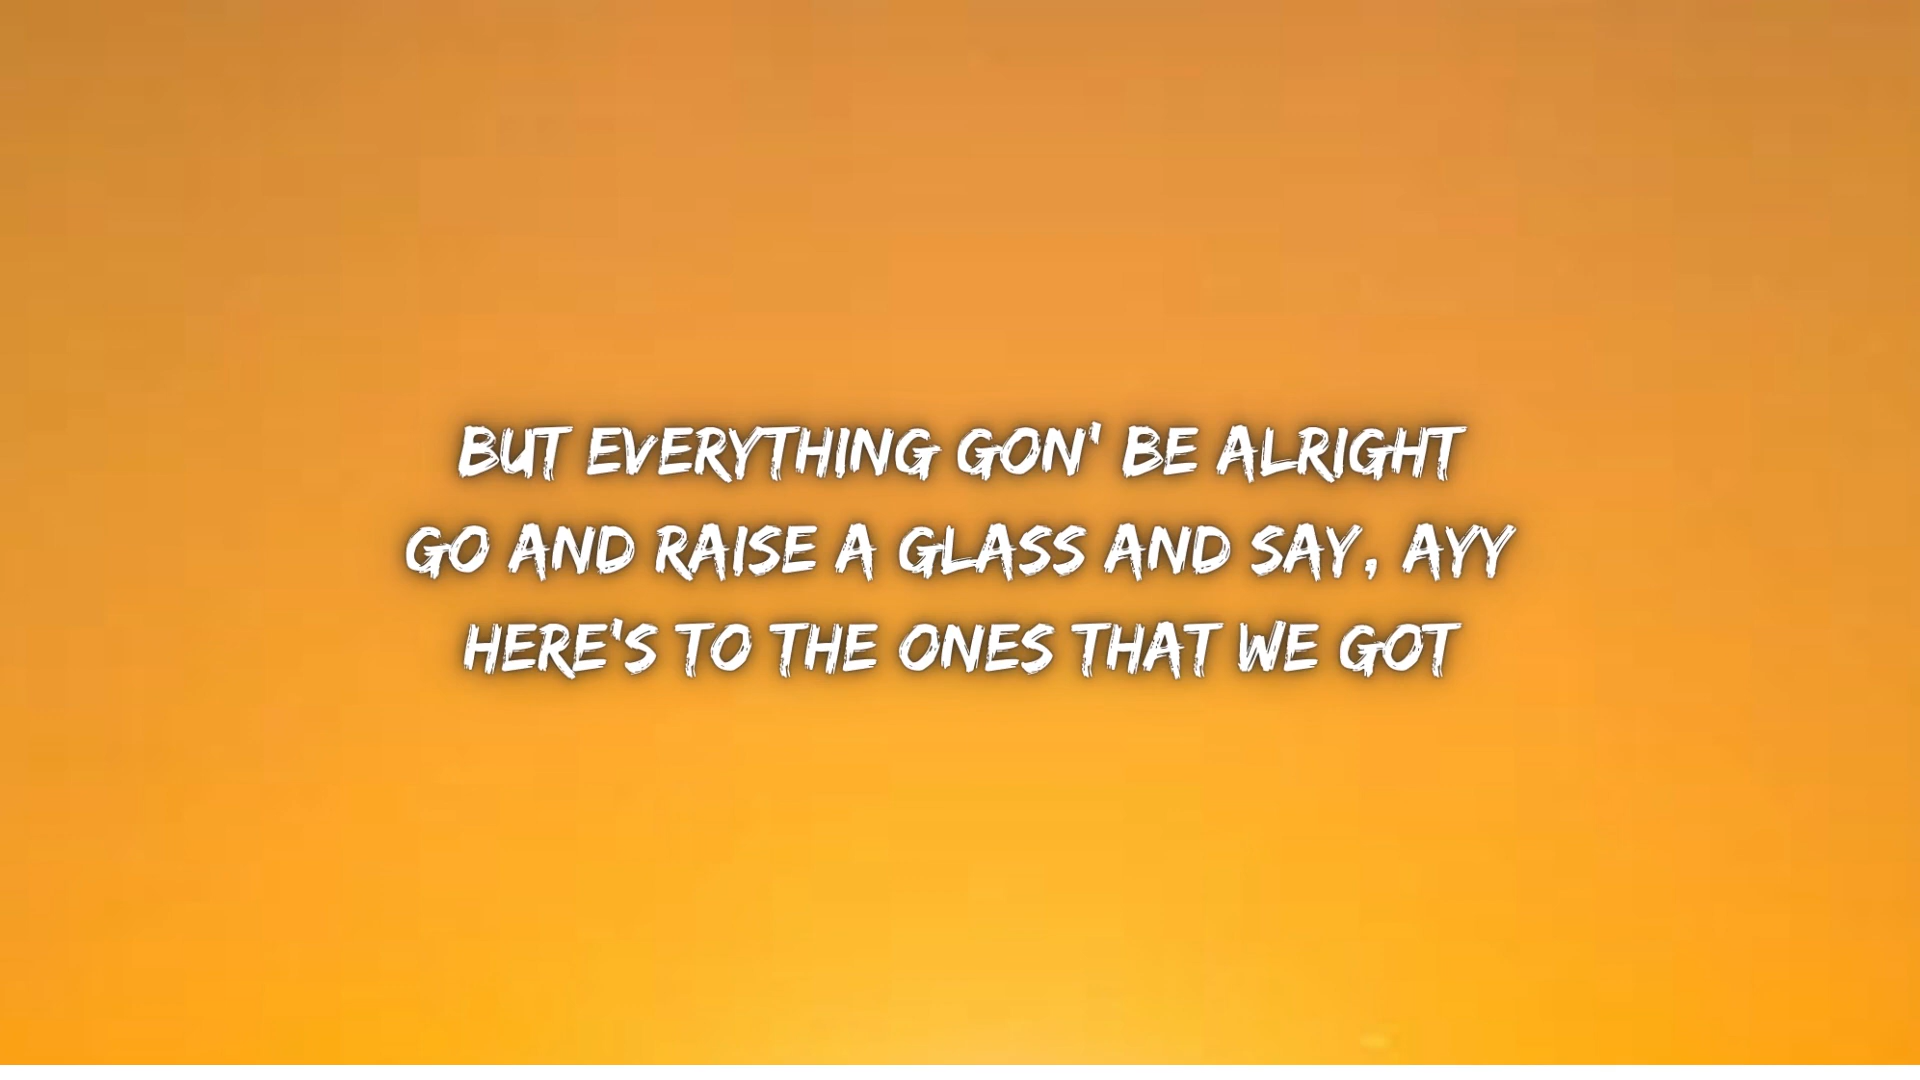 BUT EVERYTHING GON' BE ALRIGHT
GO AND RAISE A GLASS AND SAY, AYY
HERE'S TO THE ONES THAT WE GOT